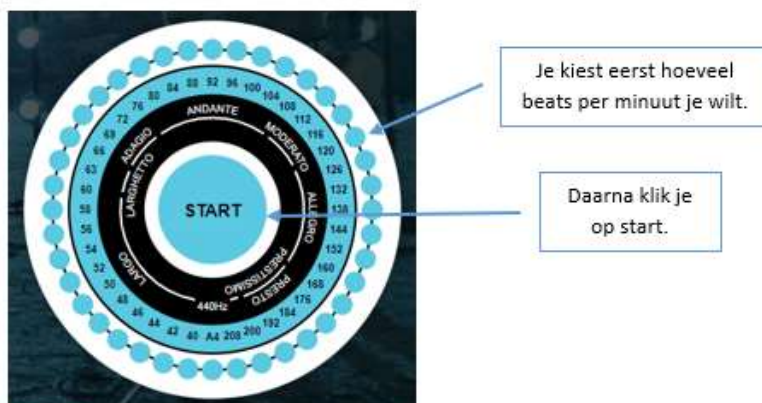 Je kiest eerst hoeveel
beats per minuut je wilt.
Daarna klik je
op start.
START
ANDANTE
MODERATO
ALLEGRO
PRESTO
PRESTISSIMO
440Hz
LARGO
LARGHETTO
ADAGIO
A4
40
42
44
46
48
50
52
54
56
58
60
63
66
69
72
76
80
84
88
92
96
100
104
108
112
116
120
126
132
138
144
152
160
168
176
184
192
200
208